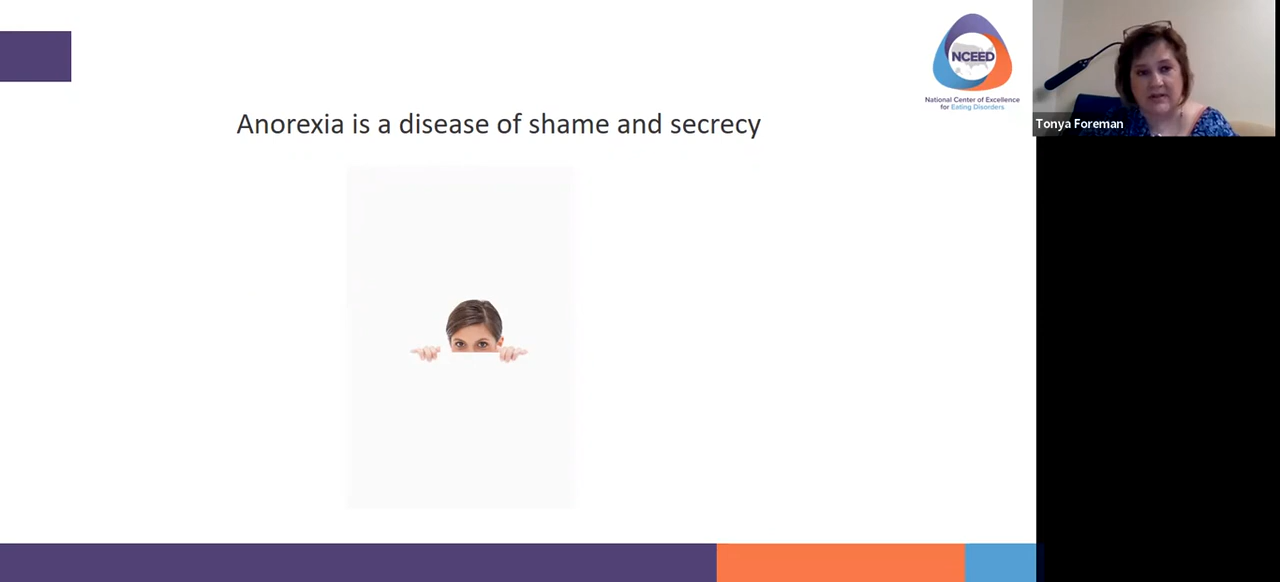 Anorexia is a disease of shame and secrecy
NCEED
National Center of Excellence
for Eating Disorders
Tonya Foreman